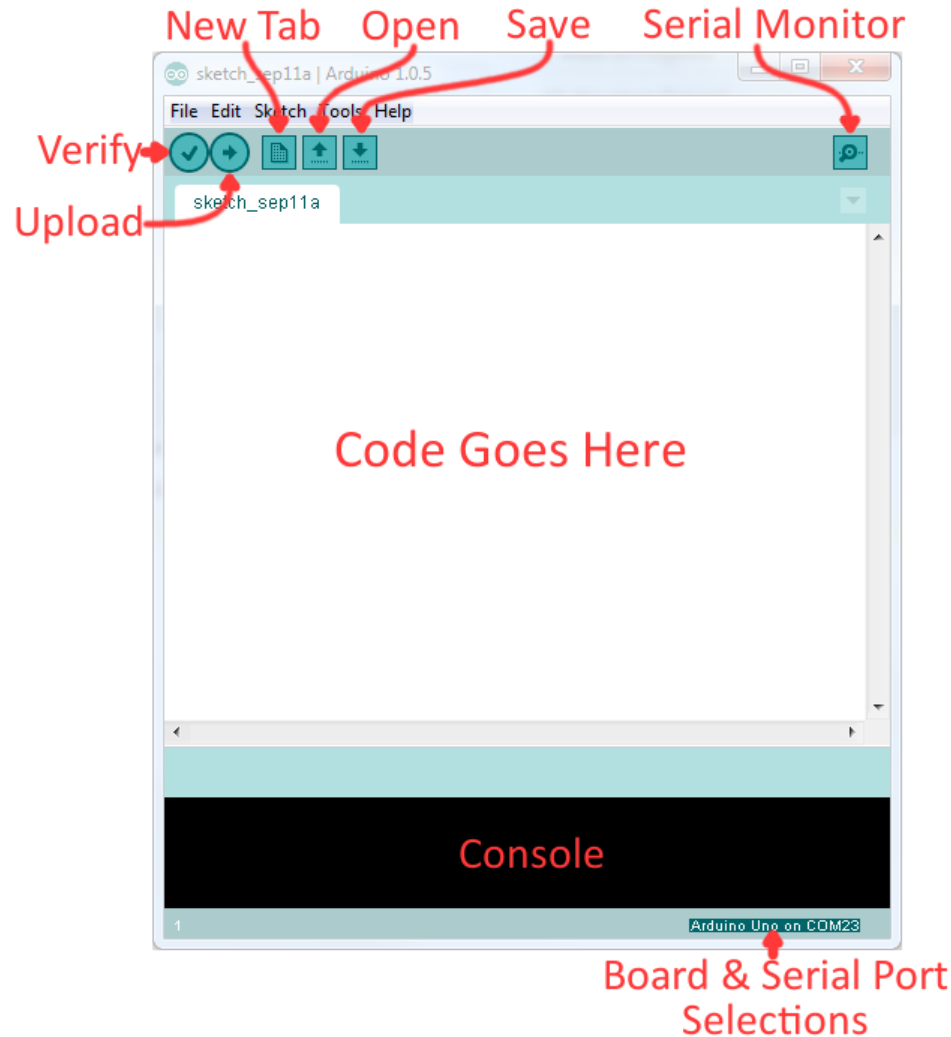 New Tab Open Save Serial Monitor
sketch_sep11a | Arduino 1.0.5
File Edit Sketch Tools Help
Verify
sketch_sep11a
Upload
Code Goes Here
Console
1 Arduino Uno on COM23
Board & Serial Port
Selections